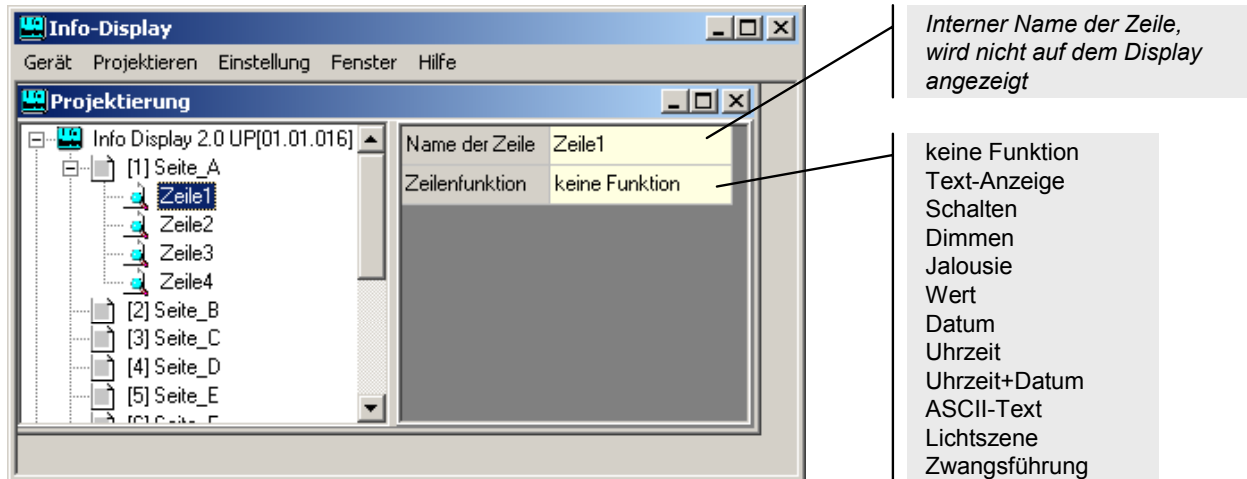 Info-Display
Gerät Projektieren Einstellung Fenster Hilfe
Projektierung
Info Display 2.0 UP[01.01.016]
[1] Seite_A
Zeile1
Zeile2
Zeile3
Zeile4
[2] Seite_B
[3] Seite_C
[4] Seite_D
[5] Seite_E
Name der Zeile Zeile1
Zeilenfunktion keine Funktion
Interner Name der Zeile,
wird nicht auf dem Display
angezeigt
keine Funktion
Text-Anzeige
Schalten
Dimmen
Jalousie
Wert
Datum
Uhrzeit
Uhrzeit+Datum
ASCII-Text
Lichtszene
Zwangsführung